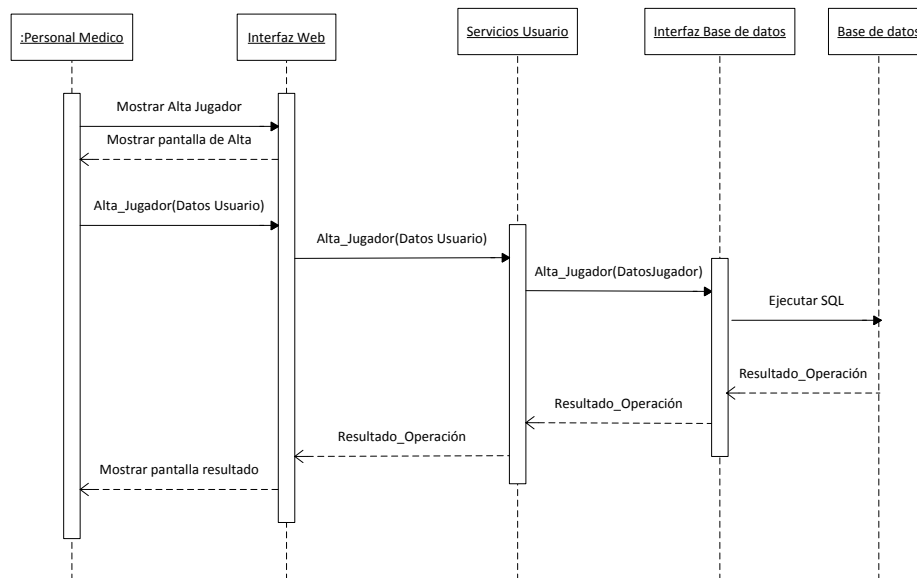 :Personal Medico
Interfaz Web
Servicios Usuario
Interfaz Base de datos
Base de datos
Mostrar Alta Jugador
Mostrar pantalla de Alta
Alta_Jugador(Datos Usuario)
Alta_Jugador(Datos Usuario)
Alta_Jugador(DatosJugador)
Ejecutar SQL
Resultado_Operación
Resultado_Operación
Resultado_Operación
Mostrar pantalla resultado